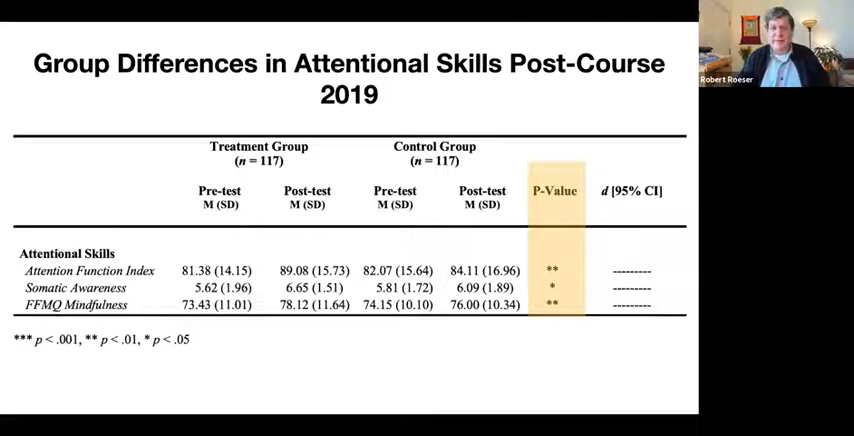 Group Differences in Attentional Skills Post-Course
2019
Robert Roeser
Treatment Group Control Group
(n = 117) (n = 117)
Pre-test Post-test Pre-test Post-test P-Value d [95% CI]
M (SD) M (SD) M (SD) M (SD)
Attentional Skills
Attention Function Index 81.38 (14.15) 89.08 (15.73) 82.07 (15.64) 84.11 (16.96) ** ---------
Somatic Awareness 5.62 (1.96) 6.65 (1.51) 5.81 (1.72) 6.09 (1.89) * ---------
FFMQ Mindfulness 73.43 (11.01) 78.12 (11.64) 74.15 (10.10) 76.00 (10.34) ** ---------
*** p < .001, ** p < .01, * p < .05